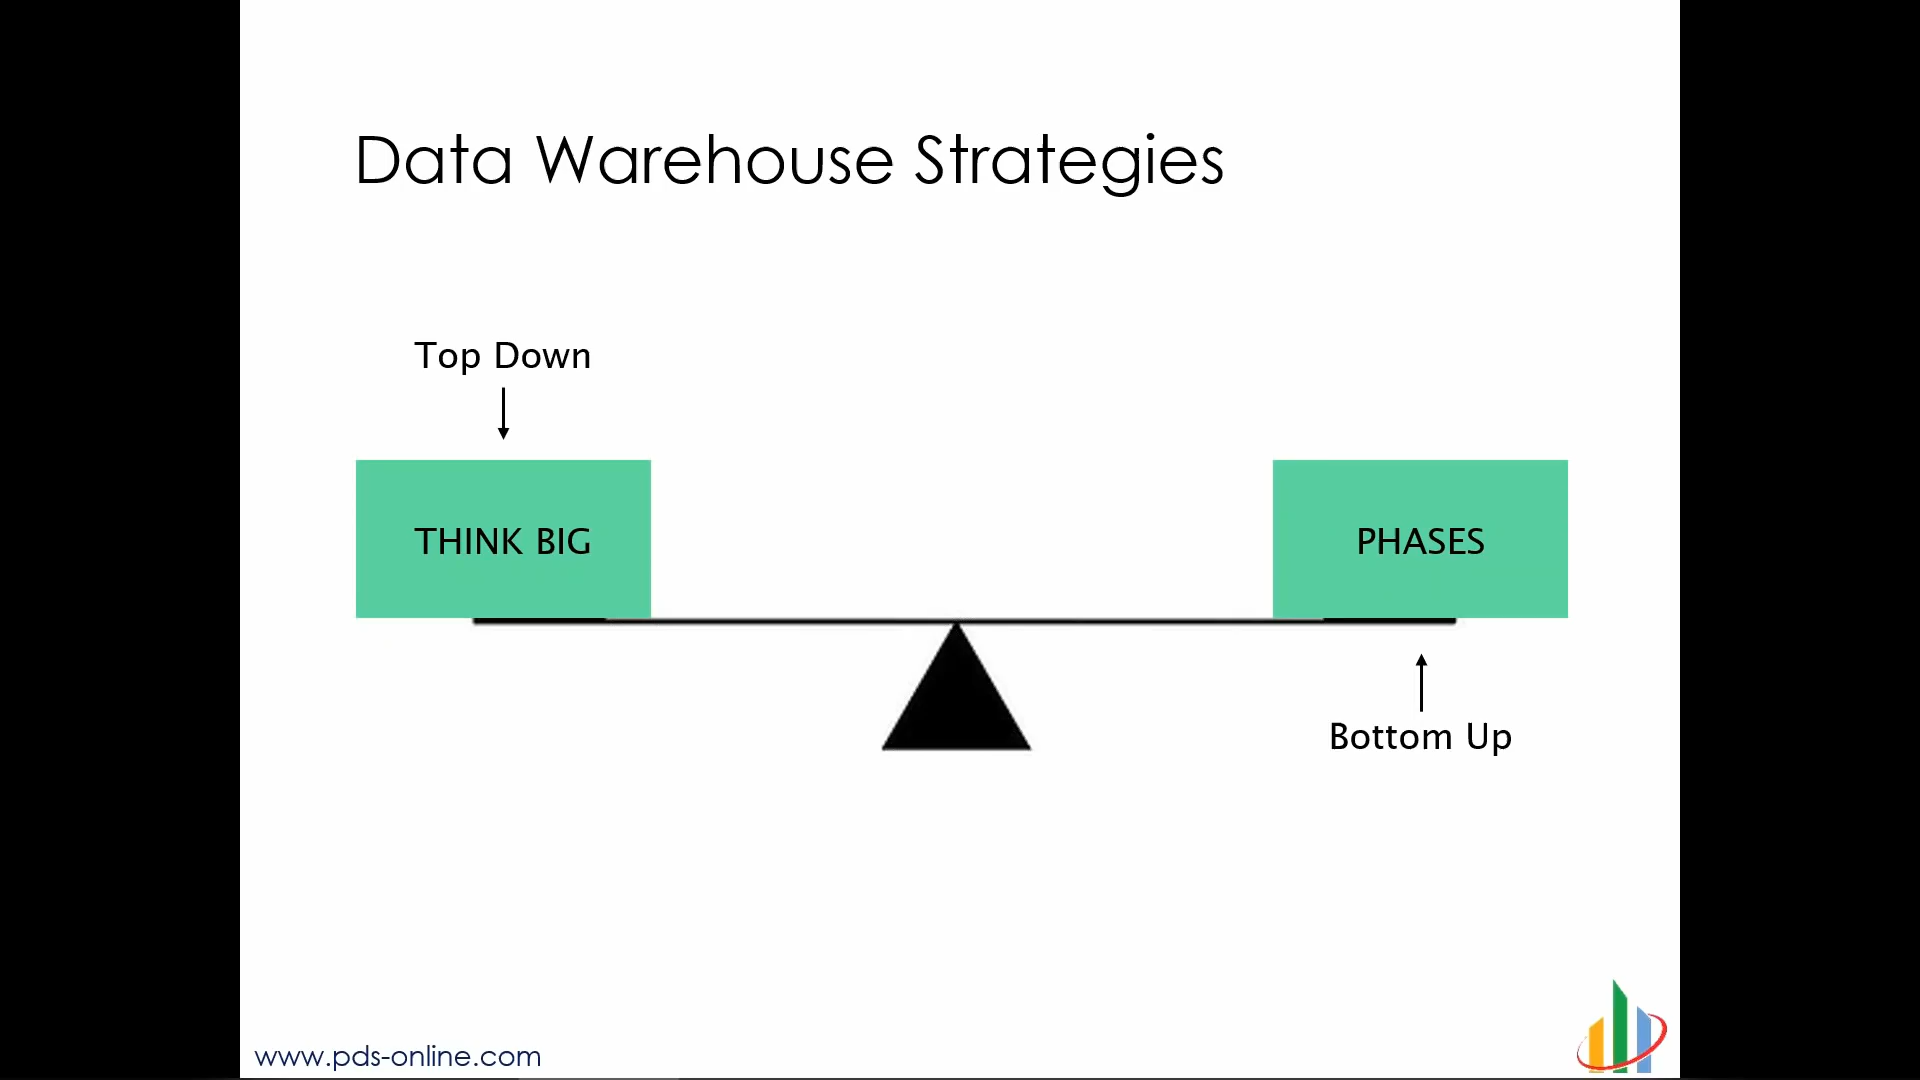 Data Warehouse Strategies
Top Down
THINK BIG
PHASES
Bottom Up
www.pds-online.com